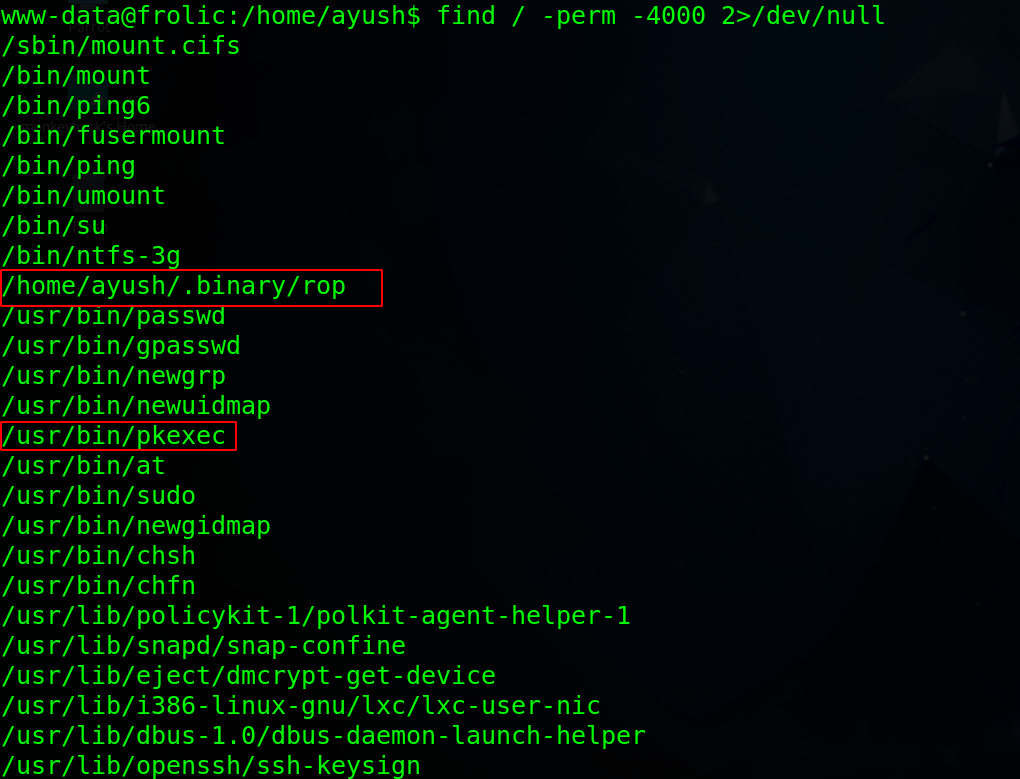 www-data@frolic:/home/ayush$ find / -perm -4000 2>/dev/null
/sbin/mount.cifs
/bin/mount
/bin/ping6
/bin/fusermount
/bin/ping
/bin/umount
/bin/su
/bin/ntfs-3g
/home/ayush/.binary/rop
/usr/bin/passwd
/usr/bin/gpasswd
/usr/bin/newgrp
/usr/bin/newuidmap
/usr/bin/pkexec
/usr/bin/at
/usr/bin/sudo
/usr/bin/newgidmap
/usr/bin/chsh
/usr/bin/chfn
/usr/lib/policykit-1/polkit-agent-helper-1
/usr/lib/snapd/snap-confine
/usr/lib/eject/dmcrypt-get-device
/usr/lib/i386-linux-gnu/lxc/lxc-user-nic
/usr/lib/dbus-1.0/dbus-daemon-launch-helper
/usr/lib/openssh/ssh-keysign